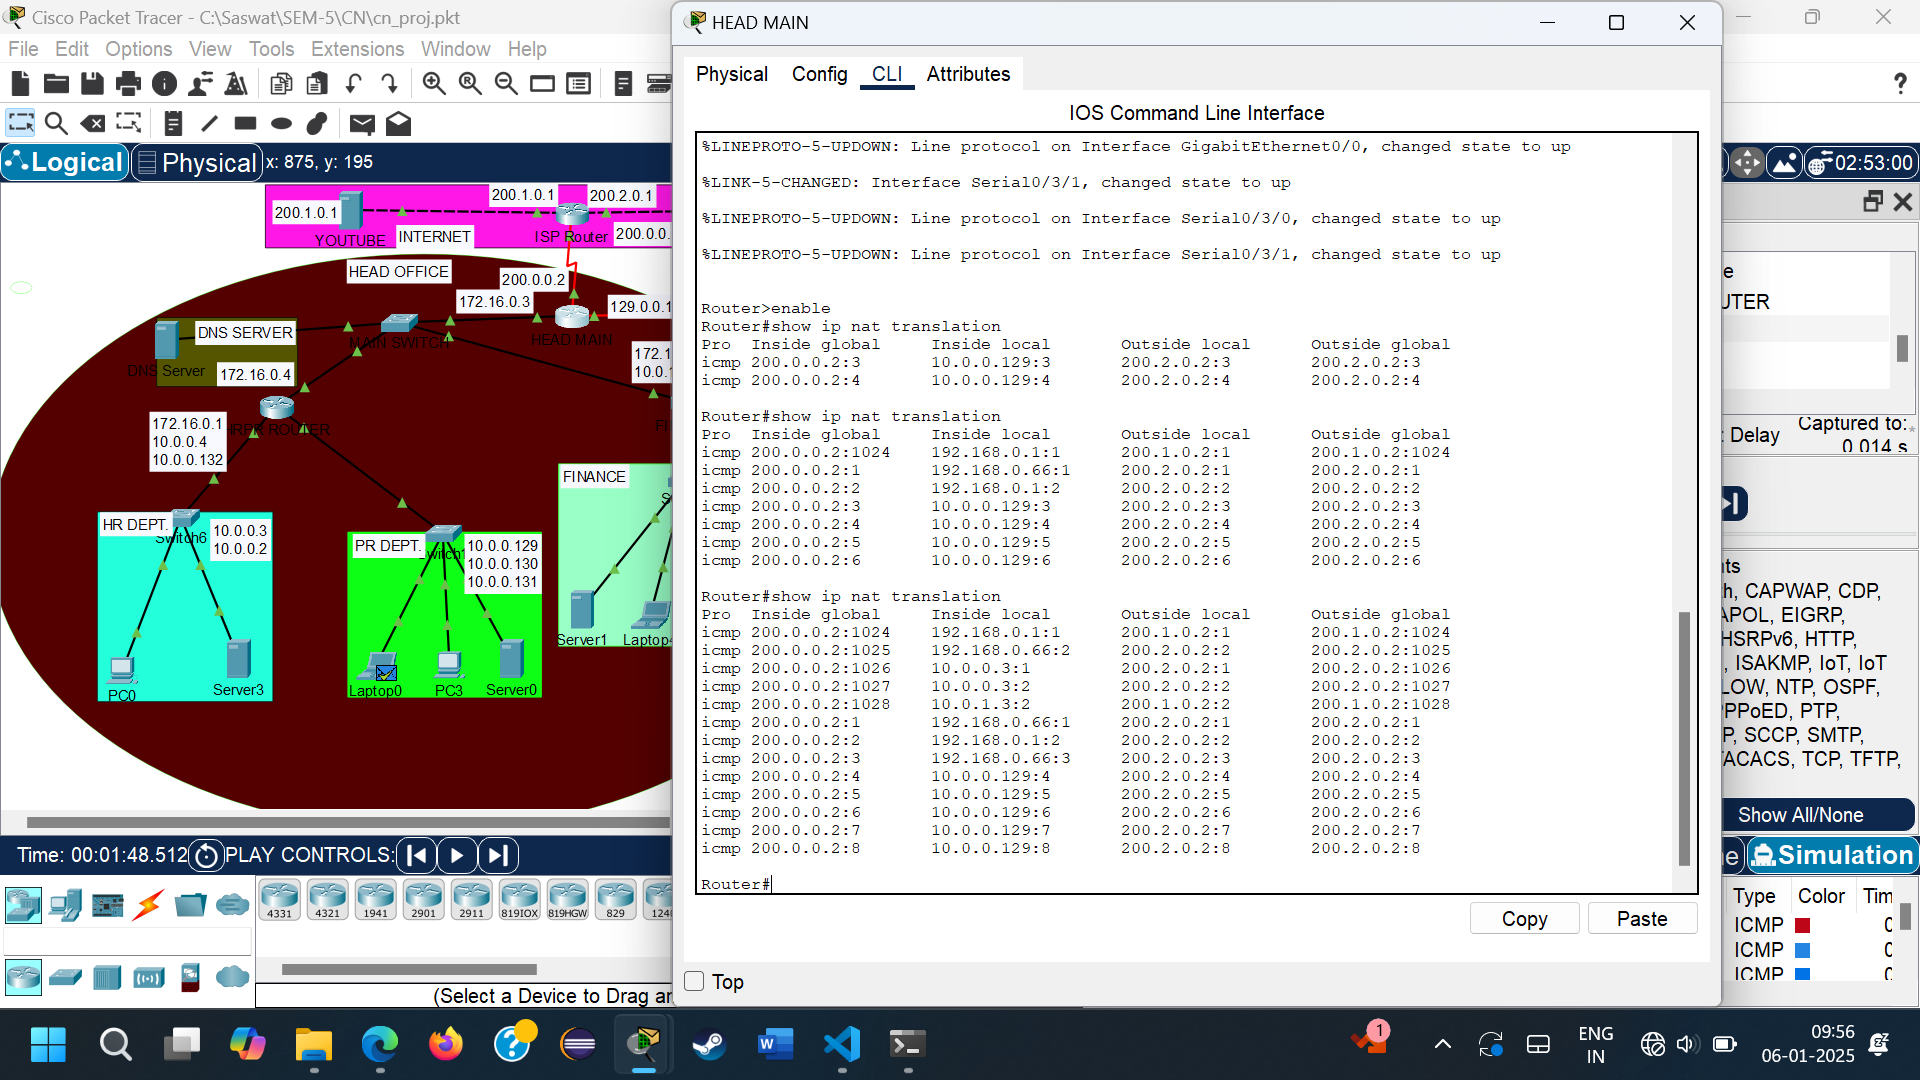 Cisco Packet Tracer - C:\Saswat\SEM-5\CN\cn_proj.pkt
File Edit Options View Tools Extensions Window Help
Logical Physical x: 875, y: 195
02:53:00
200.1.0.1
200.1.0.1
200.2.0.1
YOUTUBE
INTERNET
ISP Router
200.0.0.
HEAD OFFICE
200.0.0.2
172.16.0.3
129.0.0.1
DNS SERVER
MAIN SWITCH
HEAD MAIN
DNS Server
172.16.0.4
172.1
10.0.1
172.16.0.1
10.0.0.4
10.0.0.132
ROUTER
HR DEPT.
Switch6
10.0.0.3
10.0.0.2
PR DEPT.
10.0.0.129
10.0.0.130
10.0.0.131
FINANCE
Server1
PC0
Server3
Laptop0
PC3
Server0
Time: 00:01:48.512
PLAY CONTROLS:
4331
4321
1941
2901
2911
819IOX
819HGW
829
(Select a Device to Drag
HEAD MAIN
Physical Config CLI Attributes
IOS Command Line Interface
%LINEPROTO-5-UPDOWN: Line protocol on Interface GigabitEthernet0/0, changed state to up
%LINK-5-CHANGED: Interface Serial0/3/1, changed state to up
%LINEPROTO-5-UPDOWN: Line protocol on Interface Serial0/3/0, changed state to up
%LINEPROTO-5-UPDOWN: Line protocol on Interface Serial0/3/1, changed state to up
Router>enable
Router#show ip nat translation
Pro Inside global Inside local Outside local Outside global
icmp 200.0.0.2:3 10.0.0.129:3 200.2.0.2:3 200.2.0.2:3
icmp 200.0.0.2:4 10.0.0.129:4 200.2.0.2:4 200.2.0.2:4
Router#show ip nat translation
Pro Inside global Inside local Outside local Outside global
icmp 200.0.0.2:1024 192.168.0.1:1 200.1.0.2:1 200.1.0.2:1024
icmp 200.0.0.2:1 192.168.0.66:1 200.2.0.2:1 200.2.0.2:1
icmp 200.0.0.2:2 192.168.0.1:2 200.2.0.2:2 200.2.0.2:2
icmp 200.0.0.2:3 10.0.0.129:3 200.2.0.2:3 200.2.0.2:3
icmp 200.0.0.2:4 10.0.0.129:4 200.2.0.2:4 200.2.0.2:4
icmp 200.0.0.2:5 10.0.0.129:5 200.2.0.2:5 200.2.0.2:5
icmp 200.0.0.2:6 10.0.0.129:6 200.2.0.2:6 200.2.0.2:6
Router#show ip nat translation
Pro Inside global Inside local Outside local Outside global
icmp 200.0.0.2:1024 192.168.0.1:1 200.1.0.2:1 200.1.0.2:1024
icmp 200.0.0.2:1025 192.168.0.66:2 200.2.0.2:2 200.2.0.2:1025
icmp 200.0.0.2:1026 10.0.0.3:1 200.2.0.2:1 200.2.0.2:1026
icmp 200.0.0.2:1027 10.0.0.3:2 200.2.0.2:2 200.2.0.2:1027
icmp 200.0.0.2:1028 10.0.1.3:2 200.1.0.2:2 200.1.0.2:1028
icmp 200.0.0.2:1 192.168.0.66:1 200.2.0.2:1 200.2.0.2:1
icmp 200.0.0.2:2 192.168.0.1:2 200.2.0.2:2 200.2.0.2:2
icmp 200.0.0.2:3 192.168.0.66:3 200.2.0.2:3 200.2.0.2:3
icmp 200.0.0.2:4 10.0.0.129:4 200.2.0.2:4 200.2.0.2:4
icmp 200.0.0.2:5 10.0.0.129:5 200.2.0.2:5 200.2.0.2:5
icmp 200.0.0.2:6 10.0.0.129:6 200.2.0.2:6 200.2.0.2:6
icmp 200.0.0.2:7 10.0.0.129:7 200.2.0.2:7 200.2.0.2:7
icmp 200.0.0.2:8 10.0.0.129:8 200.2.0.2:8 200.2.0.2:8
Router#
Copy Paste
Top
UTER
Delay
Captured to:
0.014 s
CAPWAP, CDP,
EIGRP,
HSRPv6, HTTP,
ISAKMP, IoT, IoT
NTP, OSPF,
PPPoED, PTP,
SCCP, SMTP,
TACACS, TCP, TFTP,
Show All/None
Simulation
Type Color
ICMP
ICMP
ICMP
1
ENG
IN
09:56
06-01-2025